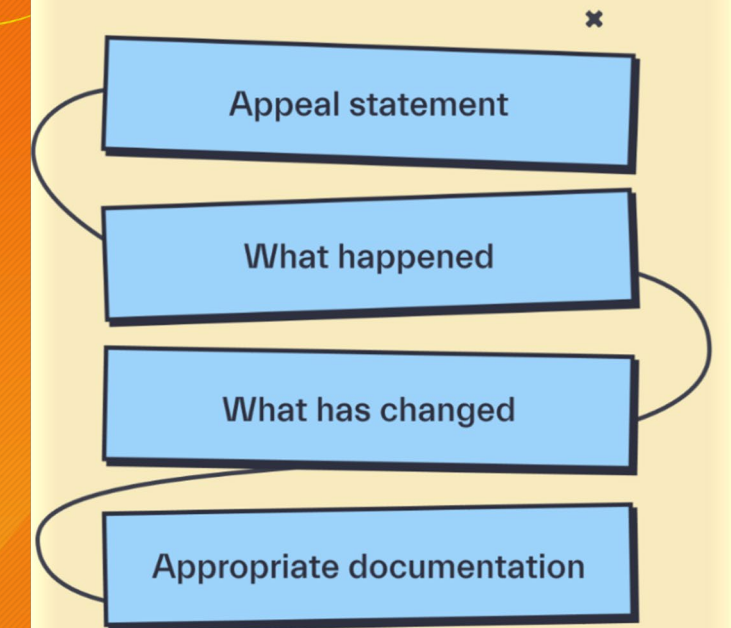 Appeal statement
What happened
What has changed
Appropriate documentation